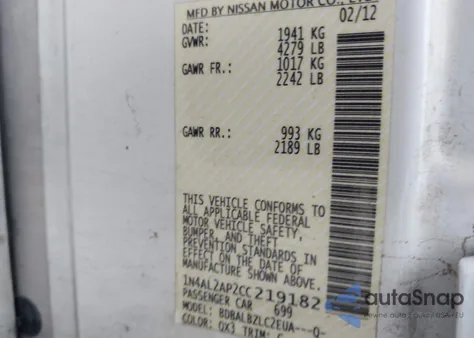 MFD BY NISSAN MOTOR CO.,
DATE: 02/12
GVWR: 1941 KG
4279 LB
GAWR FR.: 1017 KG
2242 LB
GAWR RR.: 993 KG
2189 LB
THIS VEHICLE CONFORMS TO
ALL APPLICABLE FEDERAL
MOTOR VEHICLE SAFETY,
BUMPER, AND THEFT
PREVENTION STANDARDS IN
EFFECT ON THE DATE OF
MANUFACTURE SHOWN ABOVE.
1N4AL2AP2CC219182
PASSENGER CAR 699
MODEL: BDBALBZLC2EUA---Q-
COLOR: QX3 TRIM:
autoSnap